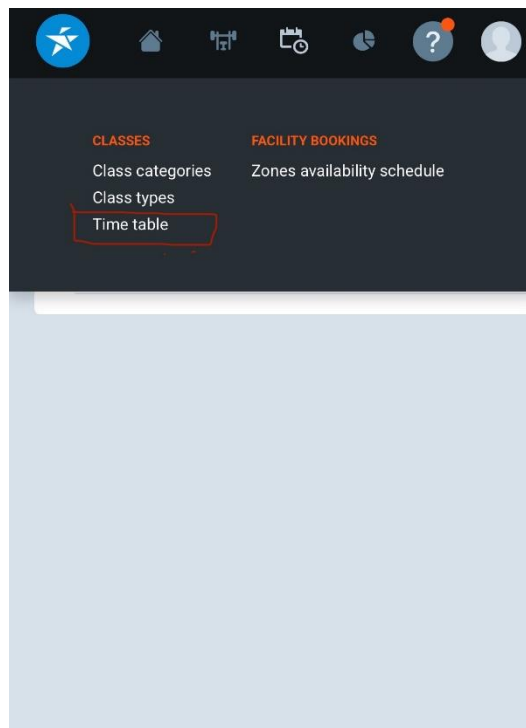 ?
CLASSES
Class categories
Class types
Time table
FACILITY BOOKINGS
Zones availability schedule